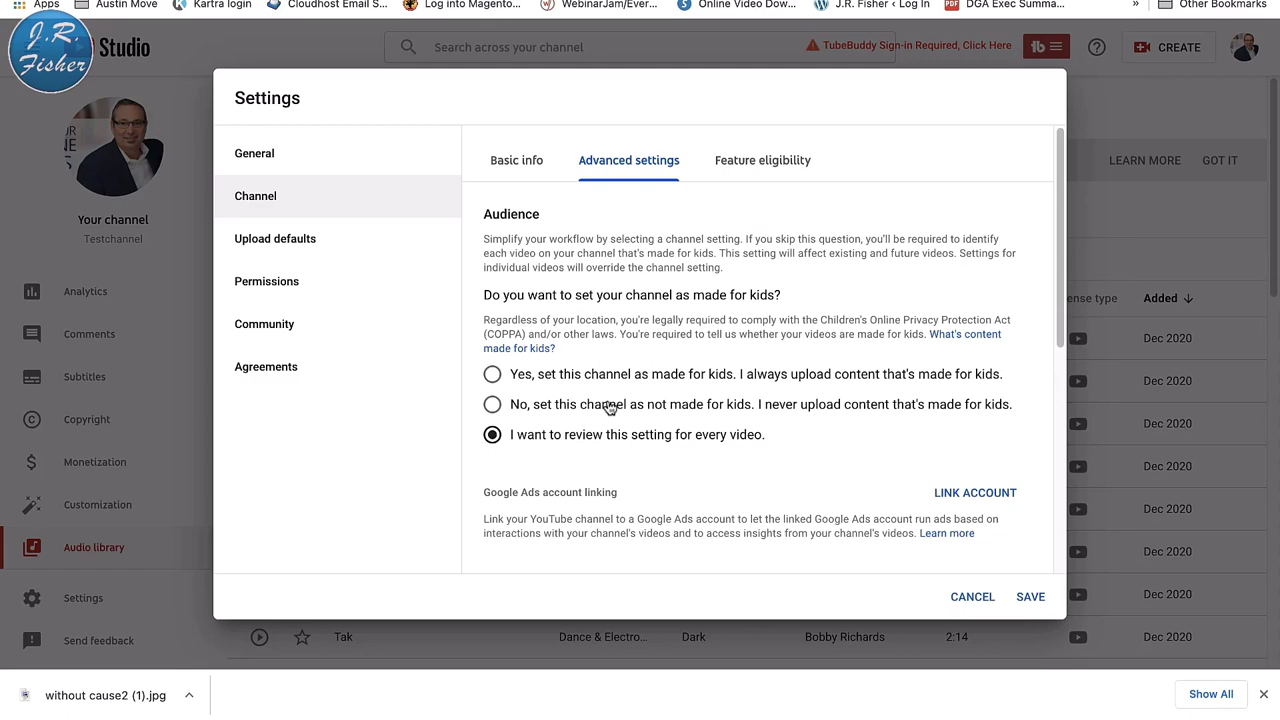 Apps
Austin Move
Kartra login
Cloudhost Email S...
Log into Magento...
WebinarJam/Ever...
Online Video Dow...
J.R. Fisher ‹ Log In
PDF
DGA Exec Summa...
»
Other Bookmarks
J.R.
Fisher
Studio
Search across your channel
TubeBuddy Sign-in Required, Click Here
tb
CREATE
Your channel
Testchannel
Analytics
Comments
Subtitles
Copyright
Monetization
Customization
Audio library
Settings
Send feedback
Settings
General
Channel
Upload defaults
Permissions
Community
Agreements
Basic info
Advanced settings
Feature eligibility
Audience
Simplify your workflow by selecting a channel setting. If you skip this question, you'll be required to identify
each video on your channel that's made for kids. This setting will affect existing and future videos. Settings for
individual videos will override the channel setting.
Do you want to set your channel as made for kids?
Regardless of your location, you're legally required to comply with the Children's Online Privacy Protection Act
(COPPA) and/or other laws. You're required to tell us whether your videos are made for kids. What's content
made for kids?
Yes, set this channel as made for kids. I always upload content that's made for kids.
No, set this channel as not made for kids. I never upload content that's made for kids.
I want to review this setting for every video.
Google Ads account linking
LINK ACCOUNT
Link your YouTube channel to a Google Ads account to let the linked Google Ads account run ads based on
interactions with your channel's videos and to access insights from your channel's videos. Learn more
CANCEL
SAVE
LEARN MORE
GOT IT
ense type
Added
Dec 2020
Dec 2020
Dec 2020
Dec 2020
Dec 2020
Dec 2020
Dec 2020
Tak
Dance & Electro...
Dark
Bobby Richards
2:14
Dec 2020
without cause2 (1).jpg
Show All